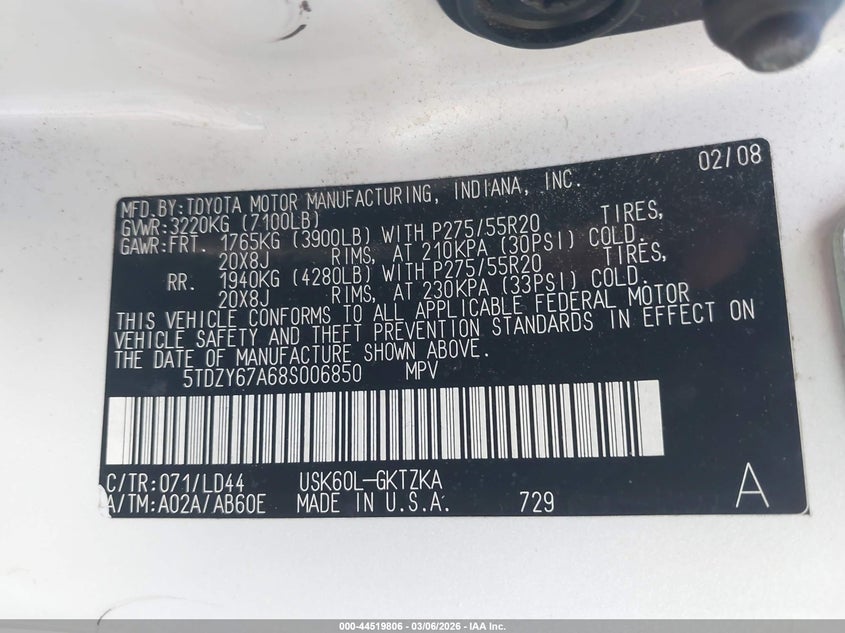 02/08
MFD.BY:TOYOTA MOTOR MANUFACTURING, INDIANA, INC.
GVWR:3220KG (7100LB)
GAWR:FRT. 1765KG (3900LB) WITH P275/55R20 TIRES,
20X8J RIMS, AT 210KPA (30PSI) COLD.
RR. 1940KG (4280LB) WITH P275/55R20 TIRES,
20X8J RIMS, AT 230KPA (33PSI) COLD.
THIS VEHICLE CONFORMS TO ALL APPLICABLE FEDERAL MOTOR
VEHICLE SAFETY AND THEFT PREVENTION STANDARDS IN EFFECT ON
THE DATE OF MANUFACTURE SHOWN ABOVE.
5TDZY67A68S006850 MPV
C/TR:071/LD44 USK60L-GKTZKA
A/TM:A02A/AB60E MADE IN U.S.A. 729 A
000-44519806 - 03/06/2026 - IAA Inc.